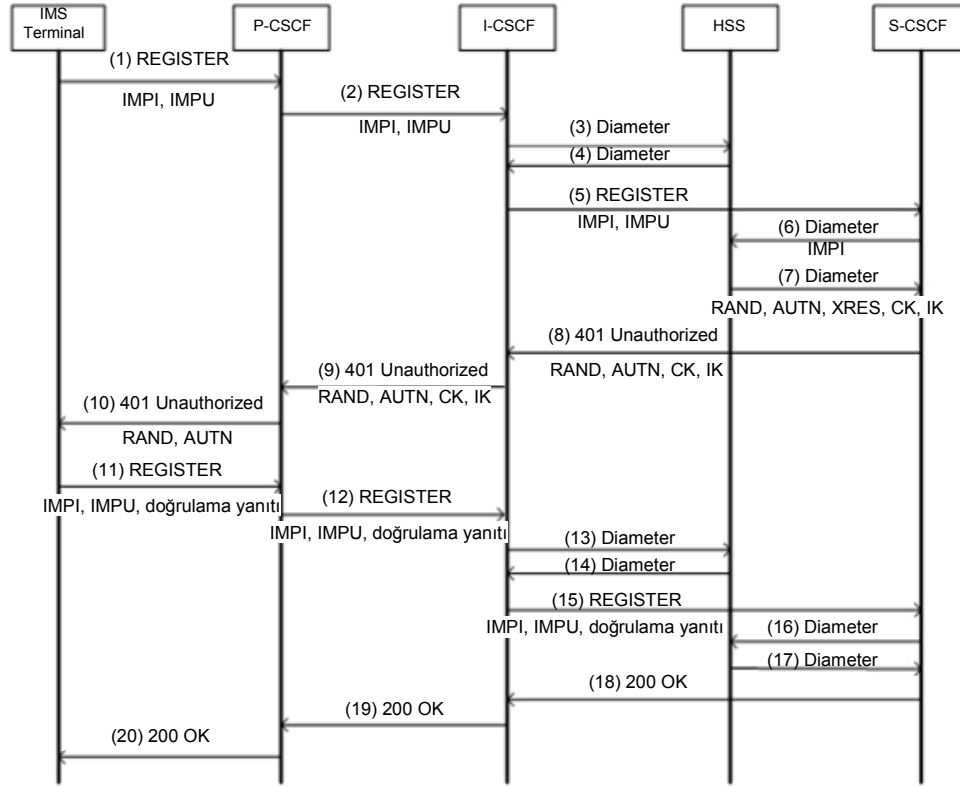 IMS
Terminal
P-CSCF
I-CSCF
HSS
S-CSCF
(1) REGISTER
IMPI, IMPU
(2) REGISTER
IMPI, IMPU
(3) Diameter
(4) Diameter
(5) REGISTER
IMPI, IMPU
(6) Diameter
IMPI
(7) Diameter
RAND, AUTN, XRES, CK, IK
(8) 401 Unauthorized
RAND, AUTN, CK, IK
(9) 401 Unauthorized
RAND, AUTN, CK, IK
(10) 401 Unauthorized
RAND, AUTN
(11) REGISTER
IMPI, IMPU, doğrulama yanıtı
(12) REGISTER
IMPI, IMPU, doğrulama yanıtı
(13) Diameter
(14) Diameter
(15) REGISTER
IMPI, IMPU, doğrulama yanıtı
(16) Diameter
(17) Diameter
(18) 200 OK
(19) 200 OK
(20) 200 OK